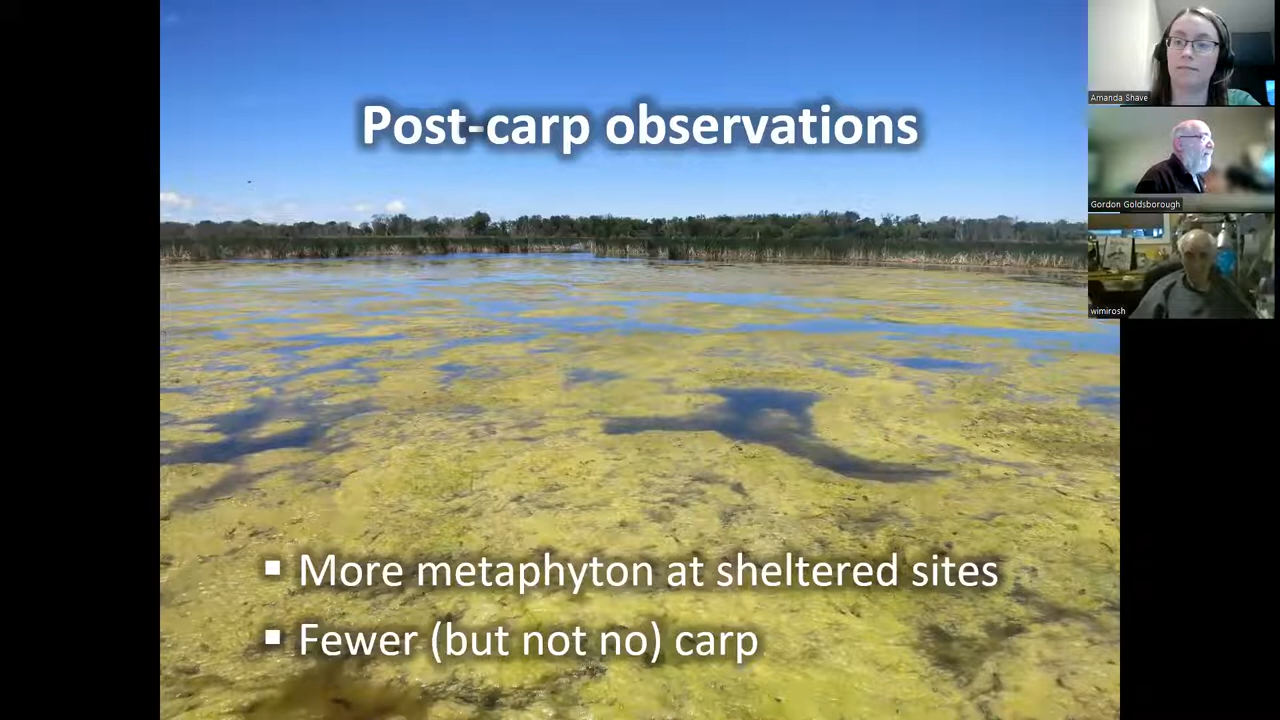 Post-carp observations
Amanda Shave
Gordon Goldsborough
wimirosh
▪ More metaphyton at sheltered sites
▪ Fewer (but not no) carp